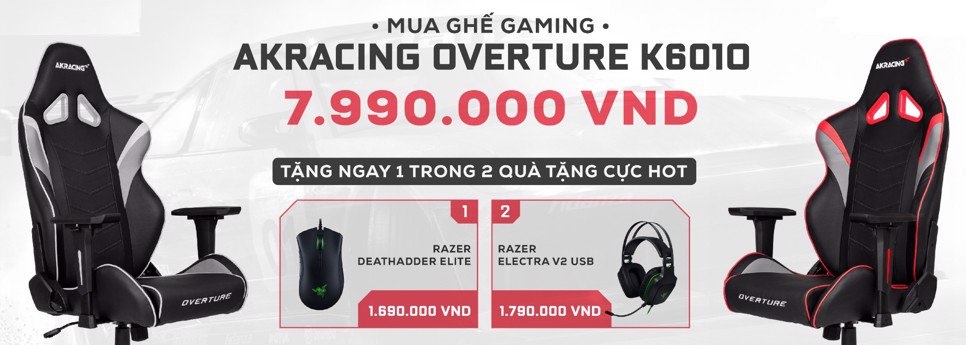 • MUA GHẾ GAMING •
AKRACING OVERTURE K6010
7.990.000 VND
TẶNG NGAY 1 TRONG 2 QUÀ TẶNG CỰC HOT
1
RAZER
DEATHADDER ELITE
1.690.000 VND
2
RAZER
ELECTRA V2 USB
1.790.000 VND
AKRACING
OVERTURE
AKRACING
OVERTURE